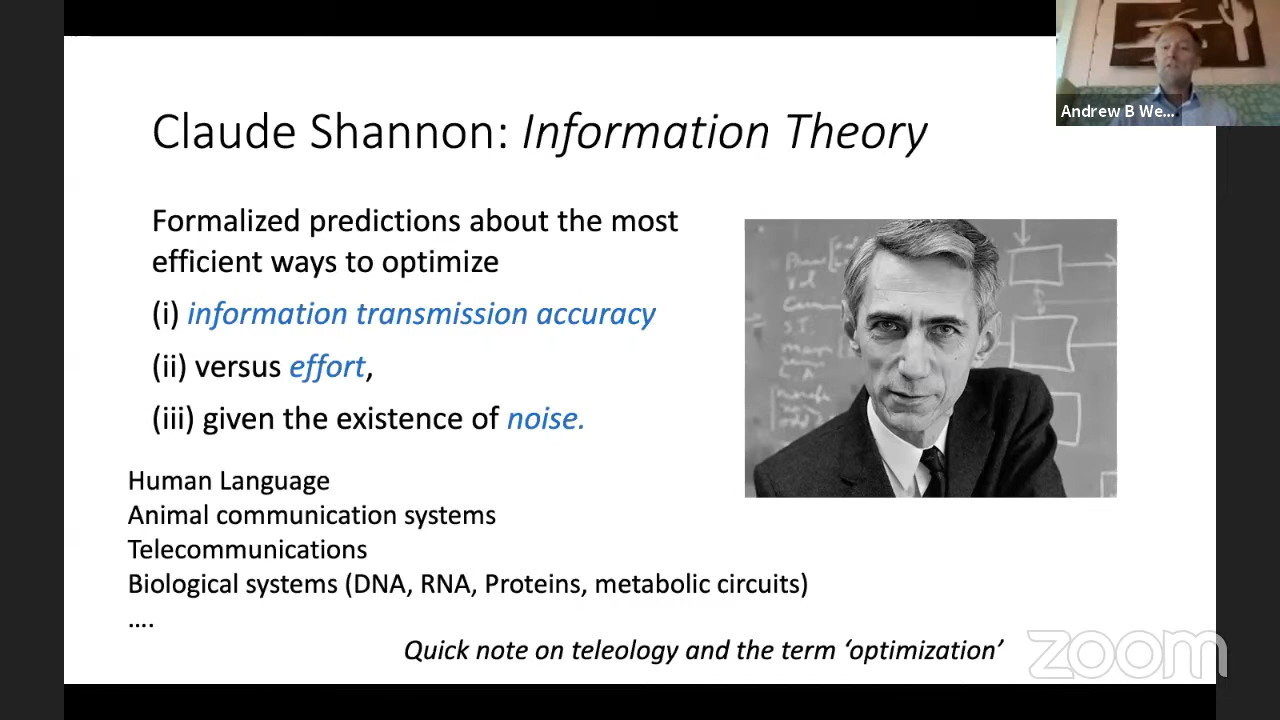 Andrew B We...
Claude Shannon: Information Theory
Formalized predictions about the most
efficient ways to optimize
(i) information transmission accuracy
(ii) versus effort,
(iii) given the existence of noise.
Human Language
Animal communication systems
Telecommunications
Biological systems (DNA, RNA, Proteins, metabolic circuits)
....
Quick note on teleology and the term ‘optimization’
zoom